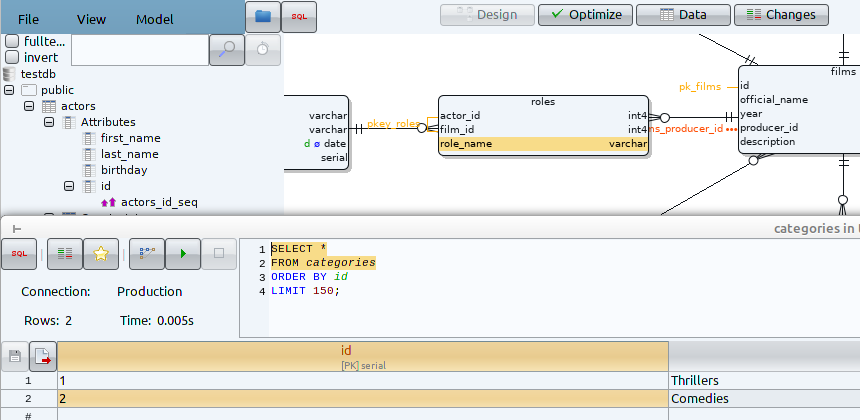 File View Model SQL Design Optimize Data Changes
fullte...
invert
testdb
public
actors
Attributes
first_name
last_name
birthday
id
actors_id_seq
varchar
varchar
d ø date
serial
pkey_roles
roles
actor_id int4
film_id int4
role_name varchar
pk_films
ns_producer_id
films
id
official_name
year
producer_id
description
categories in t
SQL
Connection: Production
Rows: 2 Time: 0.005s
1 SELECT *
2 FROM categories
3 ORDER BY id
4 LIMIT 150;
id
[PK] serial
1 1 Thrillers
2 2 Comedies
#